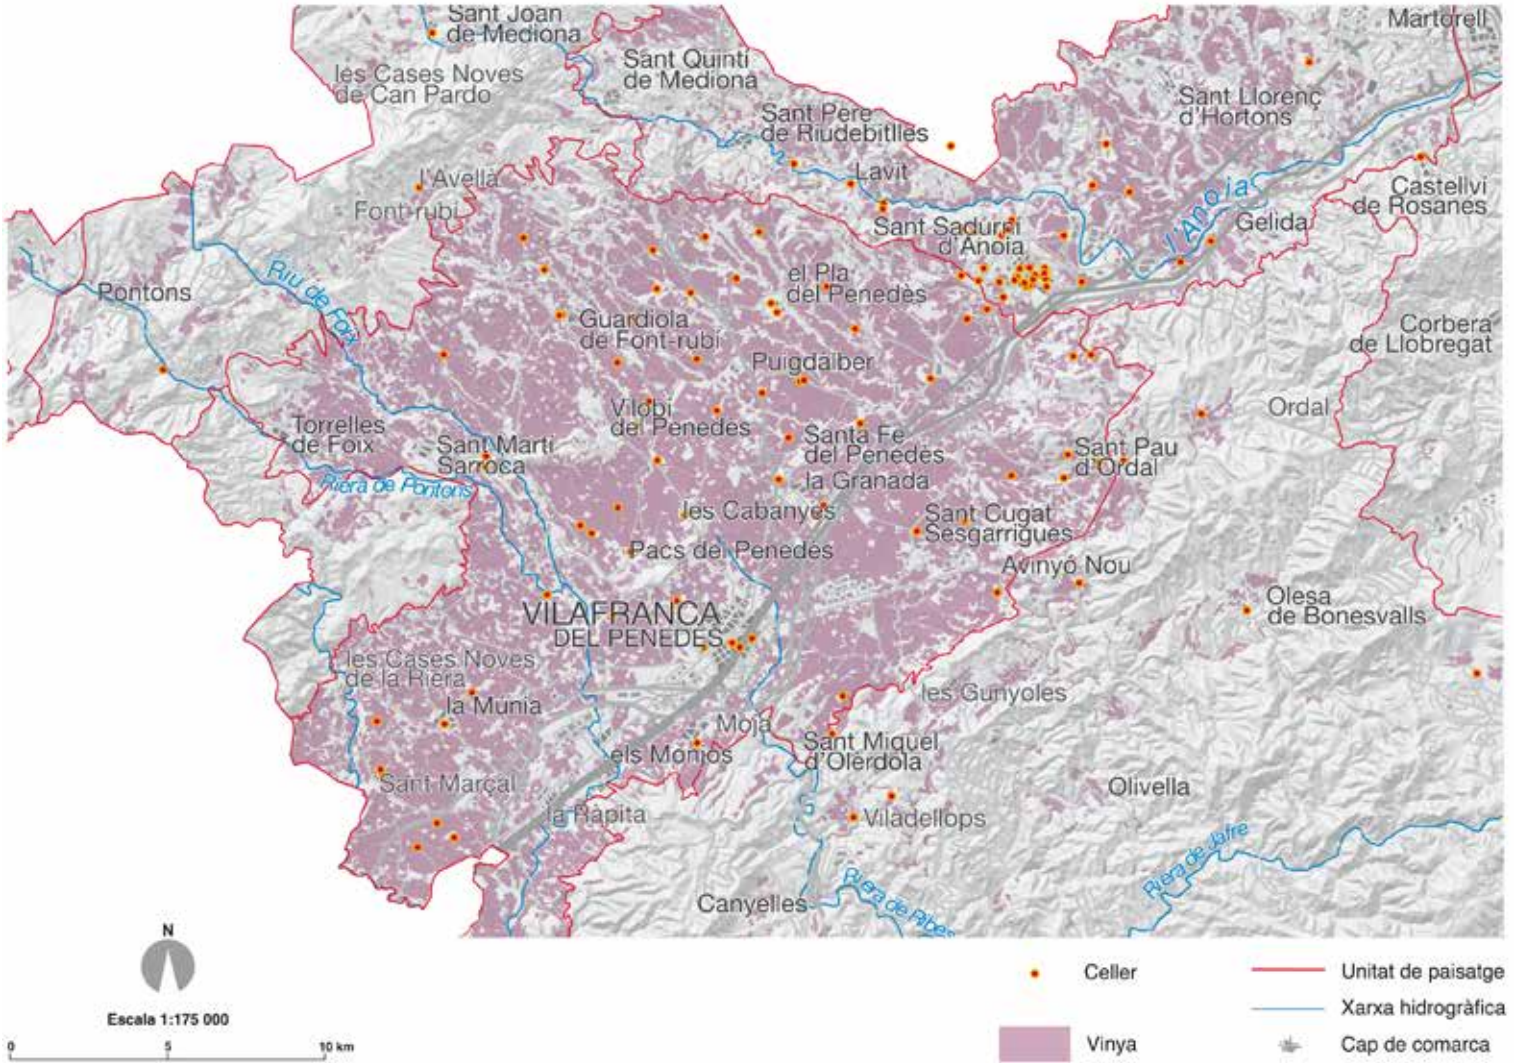 Sant Joan
de Mediona
Martorell
les Cases Noves
de Can Pardo
Sant Quintí
de Mediona
Sant Llorenç
d'Hortons
Sant Pere
de Riudebitlles
Lavit
l'Avellà
Font-rubí
Castellví
de Rosanes
l'Anoia
Gelida
Sant Sadurní
d'Anoia
Pontons
Riu de Foix
el Pla
del Penedès
Guardiola
de Font-rubí
Corbera
de Llobregat
Puigdàlber
Vilobí
del Penedès
Ordal
Torrelles
de Foix
Sant Martí
Sarroca
Santa Fe
del Penedès
Sant Pau
d'Ordal
Riera de Pontons
la Granada
les Cabanyes
Sant Cugat
Sesgarrigues
Pacs del Penedès
Avinyó Nou
VILAFRANCA
DEL PENEDÈS
Olesa
de Bonesvalls
les Cases Noves
de la Riera
la Múnia
les Gunyoles
Moja
els Monjos
Sant Miquel
d'Olèrdola
Sant Marçal
Olivella
la Ràpita
Viladellops
Riera de Jafre
Canyelles
Riera de Ribes
N
Escala 1:175 000
0 5 10 km
Celler
Vinya
Unitat de paisatge
Xarxa hidrogràfica
Cap de comarca